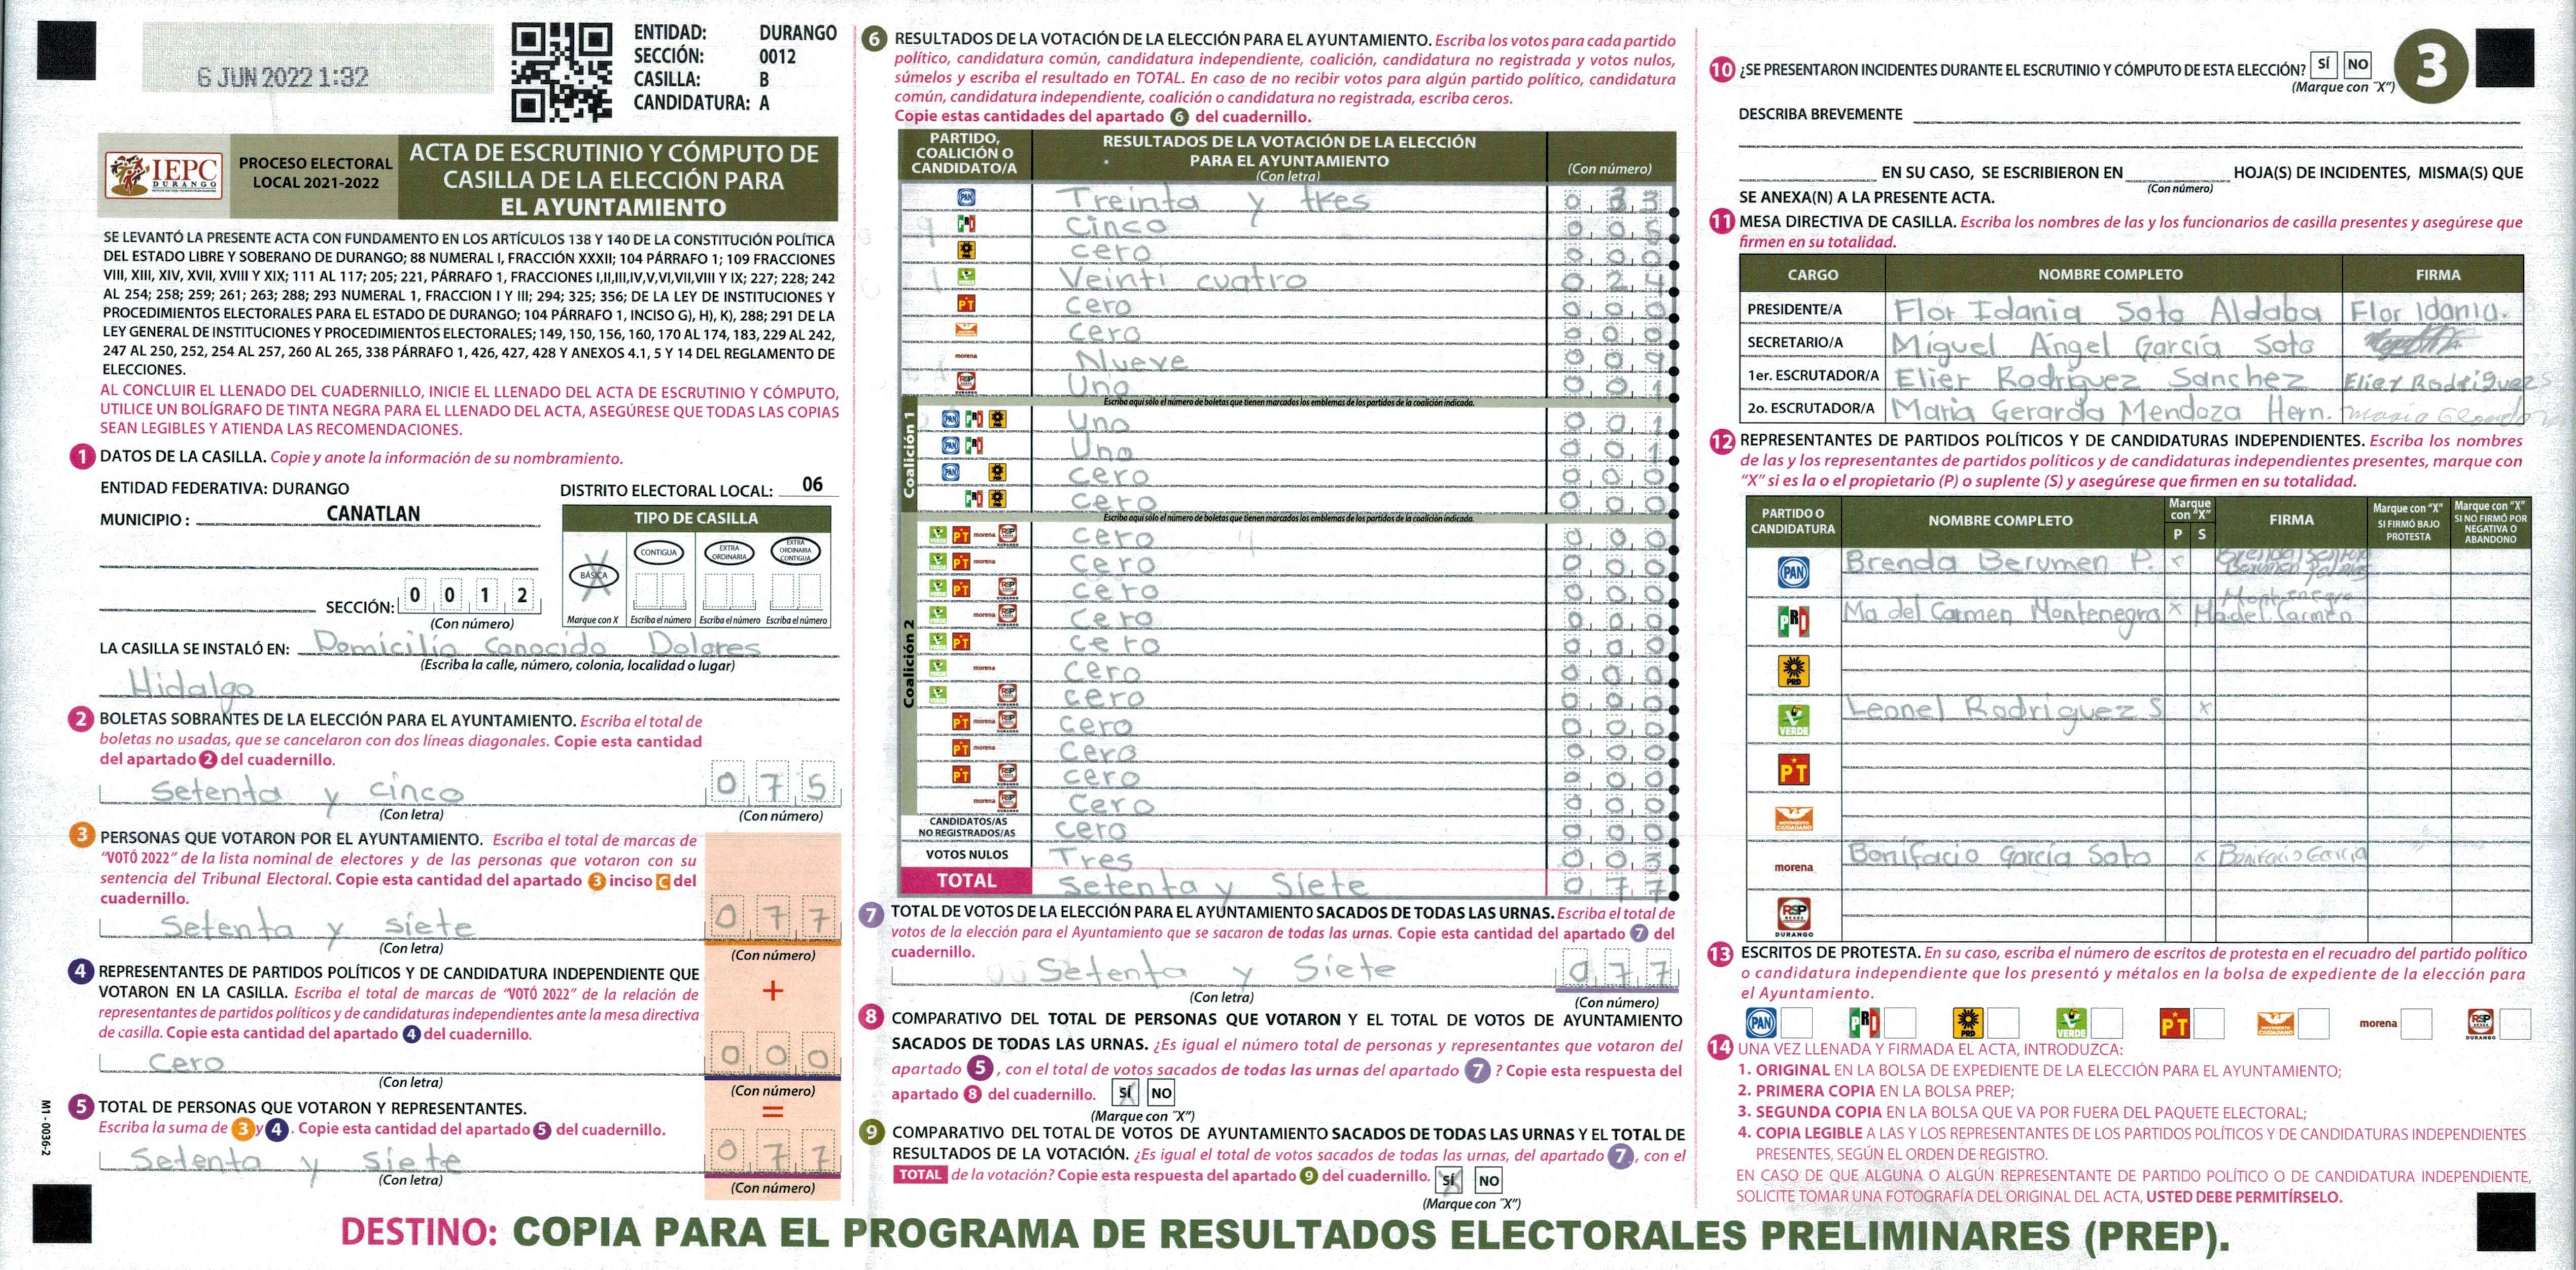 6 JUN 2022 1:32
ENTIDAD: DURANGO
SECCIÓN: 0012
CASILLA: B
CANDIDATURA: A
IEPC
DURANGO
PROCESO ELECTORAL
LOCAL 2021-2022
ACTA DE ESCRUTINIO Y CÓMPUTO DE
CASILLA DE LA ELECCIÓN PARA
EL AYUNTAMIENTO
SE LEVANTÓ LA PRESENTE ACTA CON FUNDAMENTO EN LOS ARTÍCULOS 138 Y 140 DE LA CONSTITUCIÓN POLÍTICA
DEL ESTADO LIBRE Y SOBERANO DE DURANGO; 88 NUMERAL I, FRACCIÓN XXXII; 104 PÁRRAFO 1; 109 FRACCIONES
VIII, XIII, XIV, XVII, XVIII Y XIX; 111 AL 117; 205; 221, PÁRRAFO 1, FRACCIONES I,II,III,IV,V,VI,VII,VIII Y IX; 227; 228; 242
AL 254; 258; 259; 261; 263; 288; 293 NUMERAL 1, FRACCION I Y III; 294; 325; 356; DE LA LEY DE INSTITUCIONES Y
PROCEDIMIENTOS ELECTORALES PARA EL ESTADO DE DURANGO; 104 PÁRRAFO 1, INCISO G), H), K), 288; 291 DE LA
LEY GENERAL DE INSTITUCIONES Y PROCEDIMIENTOS ELECTORALES; 149, 150, 156, 160, 170 AL 174, 183, 229 AL 242,
247 AL 250, 252, 254 AL 257, 260 AL 265, 338 PÁRRAFO 1, 426, 427, 428 Y ANEXOS 4.1, 5 Y 14 DEL REGLAMENTO DE
ELECCIONES.
AL CONCLUIR EL LLENADO DEL CUADERNILLO, INICIE EL LLENADO DEL ACTA DE ESCRUTINIO Y CÓMPUTO,
UTILICE UN BOLÍGRAFO DE TINTA NEGRA PARA EL LLENADO DEL ACTA, ASEGÚRESE QUE TODAS LAS COPIAS
SEAN LEGIBLES Y ATIENDA LAS RECOMENDACIONES.
1 DATOS DE LA CASILLA. Copie y anote la información de su nombramiento.
ENTIDAD FEDERATIVA: DURANGO DISTRITO ELECTORAL LOCAL: 06
MUNICIPIO: CANATLAN
TIPO DE CASILLA
BÁSICA CONTIGUA EXTRA ORDINARIA EXTRA ORDINARIA CONTIGUA
X
Marque con X Escriba el número Escriba el número Escriba el número
SECCIÓN: 0 0 1 2
(Con número)
LA CASILLA SE INSTALÓ EN: Domicilio Conocido Dolores
(Escriba la calle, número, colonia, localidad o lugar)
Hidalgo
2 BOLETAS SOBRANTES DE LA ELECCIÓN PARA EL AYUNTAMIENTO. Escriba el total de
boletas no usadas, que se cancelaron con dos líneas diagonales. Copie esta cantidad
del apartado 2 del cuadernillo.
Setenta y cinco 0 7 5
(Con letra) (Con número)
3 PERSONAS QUE VOTARON POR EL AYUNTAMIENTO. Escriba el total de marcas de
"VOTÓ 2022" de la lista nominal de electores y de las personas que votaron con su
sentencia del Tribunal Electoral. Copie esta cantidad del apartado 3 inciso C del
cuadernillo.
Setenta y siete 0 7 7
(Con letra) (Con número)
4 REPRESENTANTES DE PARTIDOS POLÍTICOS Y DE CANDIDATURA INDEPENDIENTE QUE
VOTARON EN LA CASILLA. Escriba el total de marcas de "VOTÓ 2022" de la relación de
representantes de partidos políticos y de candidaturas independientes ante la mesa directiva
de casilla. Copie esta cantidad del apartado 4 del cuadernillo.
+
Cero 0 0 0
(Con letra) (Con número)
5 TOTAL DE PERSONAS QUE VOTARON Y REPRESENTANTES.
Escriba la suma de 3 y 4. Copie esta cantidad del apartado 5 del cuadernillo.
=
Setenta y siete 0 7 7
(Con letra) (Con número)
M1 - 0036-2
6 RESULTADOS DE LA VOTACIÓN DE LA ELECCIÓN PARA EL AYUNTAMIENTO. Escriba los votos para cada partido
político, candidatura común, candidatura independiente, coalición, candidatura no registrada y votos nulos,
súmelos y escriba el resultado en TOTAL. En caso de no recibir votos para algún partido político, candidatura
común, candidatura independiente, coalición o candidatura no registrada, escriba ceros.
Copie estas cantidades del apartado 6 del cuadernillo.
PARTIDO, COALICIÓN O CANDIDATO/A
RESULTADOS DE LA VOTACIÓN DE LA ELECCIÓN
PARA EL AYUNTAMIENTO
(Con letra) (Con número)
PAN Treinta y tres 0 3 3
PRI Cinco 0 0 5
PRD cero 0 0 0
VERDE Veinti cuatro 0 2 4
PT cero 0 0 0
cero 0 0 0
morena Nueve 0 0 9
RSP Uno 0 0 1
Escriba aquí sólo el número de boletas que tienen marcados los emblemas de los partidos de la coalición indicada.
Coalición 1
PAN PRI PRD Uno 0 0 1
PAN PRI Uno 0 0 1
PAN PRD cero 0 0 0
PRI PRD cero 0 0 0
Escriba aquí sólo el número de boletas que tienen marcados los emblemas de los partidos de la coalición indicada.
Coalición 2
VERDE PT morena RSP cero 0 0 0
VERDE PT morena cero 0 0 0
VERDE PT RSP cero 0 0 0
VERDE morena RSP cero 0 0 0
VERDE PT cero 0 0 0
VERDE morena cero 0 0 0
VERDE RSP cero 0 0 0
PT morena RSP cero 0 0 0
PT morena cero 0 0 0
PT RSP cero 0 0 0
morena RSP cero 0 0 0
CANDIDATOS/AS NO REGISTRADOS/AS cero 0 0 0
VOTOS NULOS Tres 0 0 3
TOTAL Setenta y Siete 0 7 7
7 TOTAL DE VOTOS DE LA ELECCIÓN PARA EL AYUNTAMIENTO SACADOS DE TODAS LAS URNAS. Escriba el total de
votos de la elección para el Ayuntamiento que se sacaron de todas las urnas. Copie esta cantidad del apartado 7 del
cuadernillo.
Setenta y Siete 0 7 7
(Con letra) (Con número)
8 COMPARATIVO DEL TOTAL DE PERSONAS QUE VOTARON Y EL TOTAL DE VOTOS DE AYUNTAMIENTO
SACADOS DE TODAS LAS URNAS. ¿Es igual el número total de personas y representantes que votaron del
apartado 5, con el total de votos sacados de todas las urnas del apartado 7? Copie esta respuesta del
apartado 8 del cuadernillo. SÍ NO
(Marque con "X")
9 COMPARATIVO DEL TOTAL DE VOTOS DE AYUNTAMIENTO SACADOS DE TODAS LAS URNAS Y EL TOTAL DE
RESULTADOS DE LA VOTACIÓN. ¿Es igual el total de votos sacados de todas las urnas, del apartado 7, con el
TOTAL de la votación? Copie esta respuesta del apartado 9 del cuadernillo. SÍ NO
(Marque con "X")
10 ¿SE PRESENTARON INCIDENTES DURANTE EL ESCRUTINIO Y CÓMPUTO DE ESTA ELECCIÓN? SÍ NO
(Marque con "X")
3
DESCRIBA BREVEMENTE
EN SU CASO, SE ESCRIBIERON EN HOJA(S) DE INCIDENTES, MISMA(S) QUE
(Con número)
SE ANEXA(N) A LA PRESENTE ACTA.
11 MESA DIRECTIVA DE CASILLA. Escriba los nombres de las y los funcionarios de casilla presentes y asegúrese que
firmen en su totalidad.
CARGO NOMBRE COMPLETO FIRMA
PRESIDENTE/A Flor Idania Soto Aldaba Flor Idania.
SECRETARIO/A Miguel Ángel García Soto
1er. ESCRUTADOR/A Elier Rodríguez Sanchez Elier Rodriguez S
2o. ESCRUTADOR/A Maria Gerarda Mendoza Hern. maria
12 REPRESENTANTES DE PARTIDOS POLÍTICOS Y DE CANDIDATURAS INDEPENDIENTES. Escriba los nombres
de las y los representantes de partidos políticos y de candidaturas independientes presentes, marque con
"X" si es la o el propietario (P) o suplente (S) y asegúrese que firmen en su totalidad.
PARTIDO O CANDIDATURA NOMBRE COMPLETO Marque con "X" P S FIRMA Marque con "X" SI FIRMÓ BAJO PROTESTA Marque con "X" SI NO FIRMÓ POR NEGATIVA O ABANDONO
PAN Brenda Berumen P. x
PRI Ma. del Carmen Montenegro x Montenegro Ma del Carmen
PRD
VERDE Leonel Rodriguez S x
PT
MOVIMIENTO CIUDADANO
morena Bonifacio García Soto x Bonifacio Garcia
RSP DURANGO
13 ESCRITOS DE PROTESTA. En su caso, escriba el número de escritos de protesta en el recuadro del partido político
o candidatura independiente que los presentó y métalos en la bolsa de expediente de la elección para
el Ayuntamiento.
PAN PRI PRD VERDE PT MOVIMIENTO CIUDADANO morena RSP DURANGO
14 UNA VEZ LLENADA Y FIRMADA EL ACTA, INTRODUZCA:
1. ORIGINAL EN LA BOLSA DE EXPEDIENTE DE LA ELECCIÓN PARA EL AYUNTAMIENTO;
2. PRIMERA COPIA EN LA BOLSA PREP;
3. SEGUNDA COPIA EN LA BOLSA QUE VA POR FUERA DEL PAQUETE ELECTORAL;
4. COPIA LEGIBLE A LAS Y LOS REPRESENTANTES DE LOS PARTIDOS POLÍTICOS Y DE CANDIDATURAS INDEPENDIENTES
PRESENTES, SEGÚN EL ORDEN DE REGISTRO.
EN CASO DE QUE ALGUNA O ALGÚN REPRESENTANTE DE PARTIDO POLÍTICO O DE CANDIDATURA INDEPENDIENTE,
SOLICITE TOMAR UNA FOTOGRAFÍA DEL ORIGINAL DEL ACTA, USTED DEBE PERMITÍRSELO.
DESTINO: COPIA PARA EL PROGRAMA DE RESULTADOS ELECTORALES PRELIMINARES (PREP).